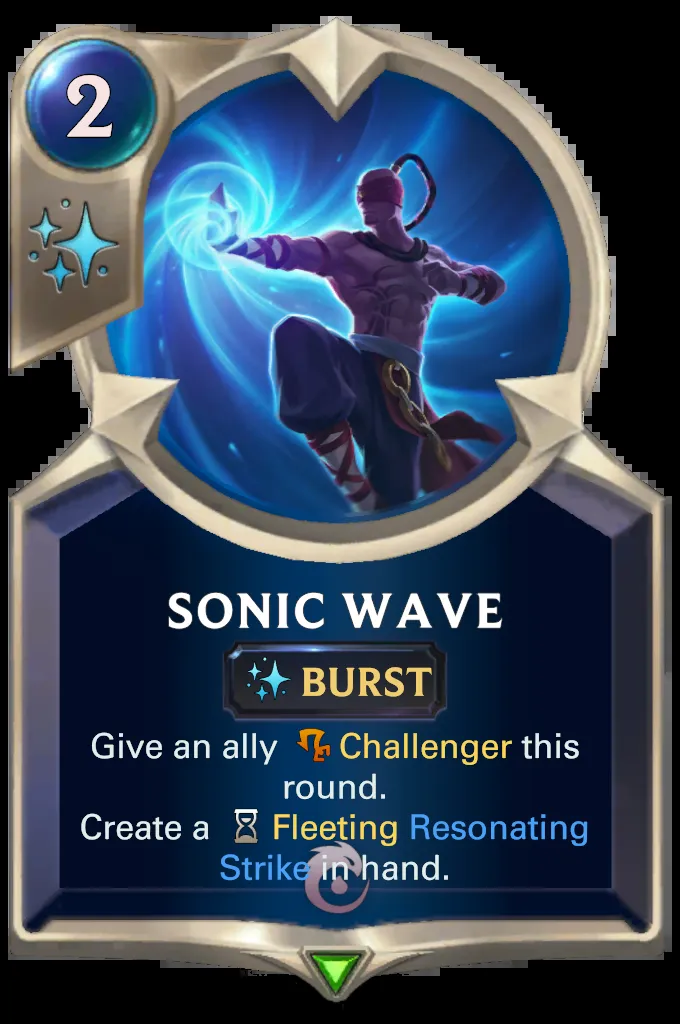 2
SONIC WAVE
BURST
Give an ally Challenger this
round.
Create a Fleeting Resonating
Strike in hand.